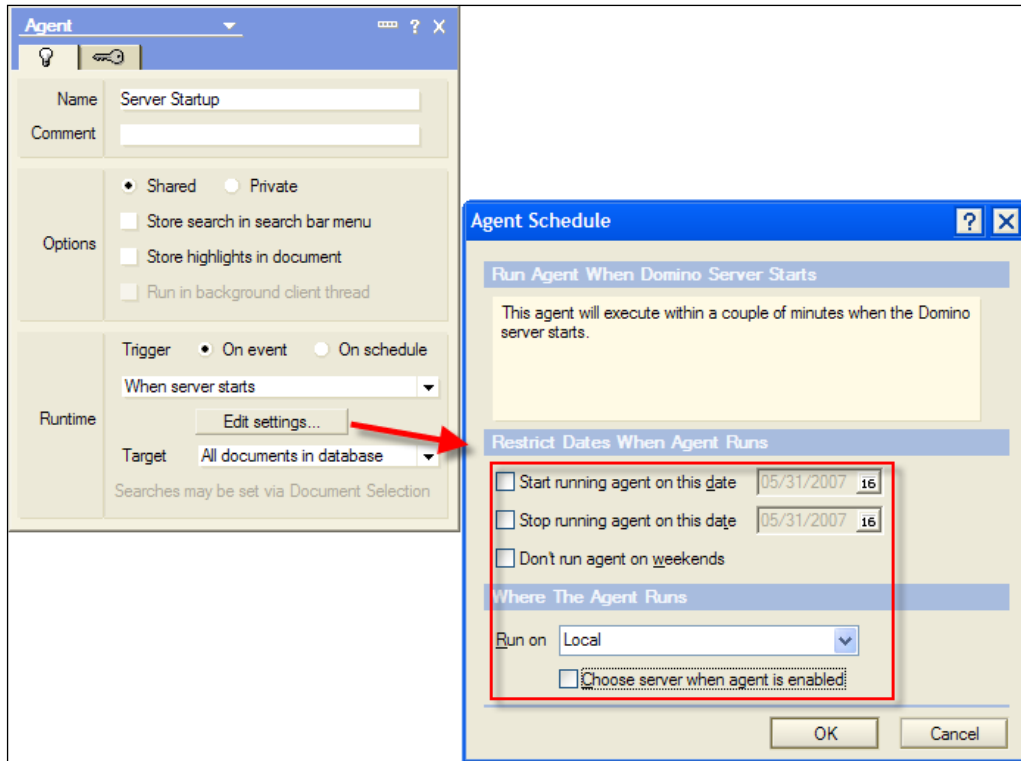 Agent
? X
Name Server Startup
Comment
Options
Shared Private
Store search in search bar menu
Store highlights in document
Run in background client thread
Runtime
Trigger On event On schedule
When server starts
Edit settings...
Target All documents in database
Searches may be set via Document Selection
Agent Schedule
? X
Run Agent When Domino Server Starts
This agent will execute within a couple of minutes when the Domino
server starts.
Restrict Dates When Agent Runs
Start running agent on this date 05/31/2007 16
Stop running agent on this date 05/31/2007 16
Don't run agent on weekends
Where The Agent Runs
Run on Local
Choose server when agent is enabled
OK Cancel